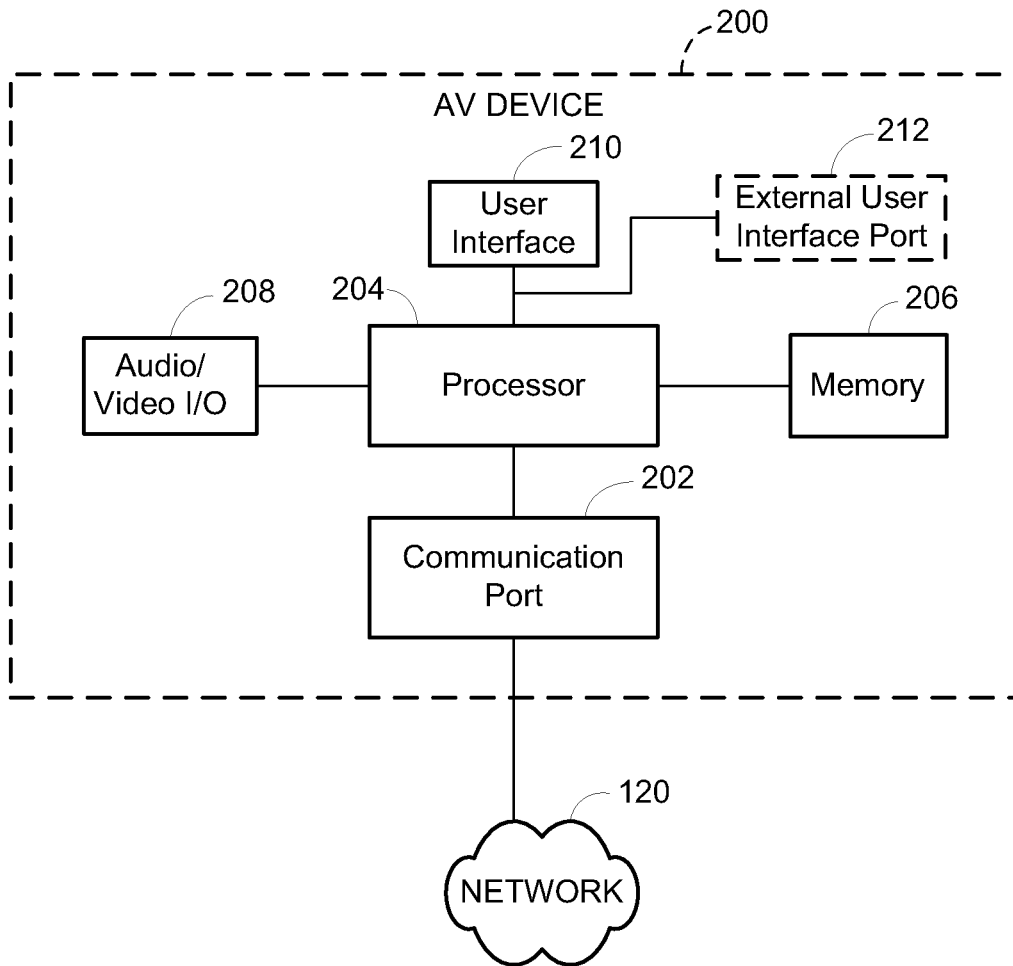 200
AV DEVICE
210
212
User
Interface
External User
Interface Port
208
204
206
Audio/
Video I/O
Processor
Memory
202
Communication
Port
120
NETWORK